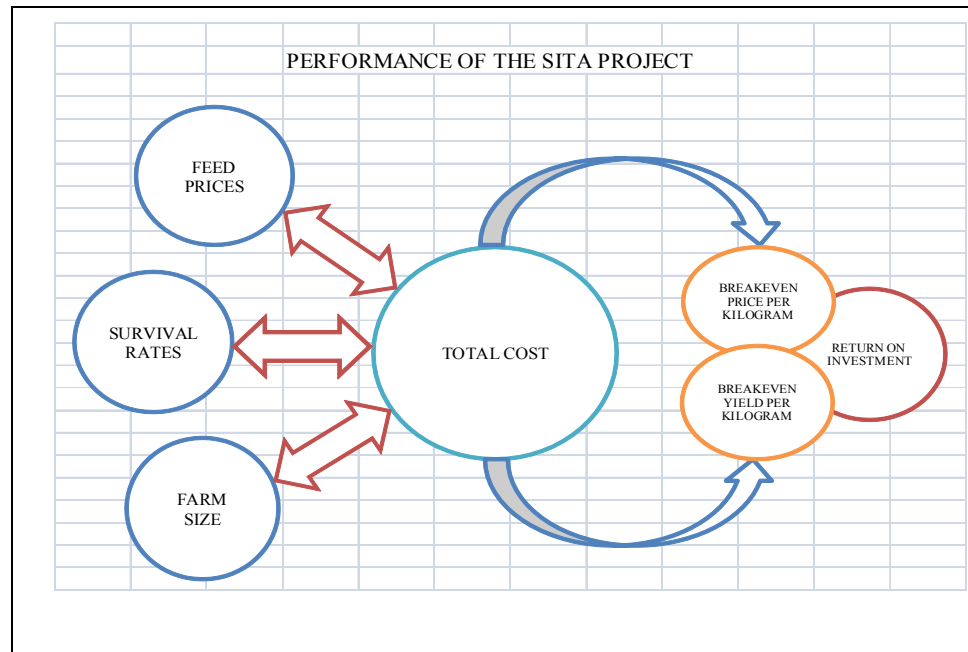 PERFORMANCE OF THE SITA PROJECT
FEED
PRICES
SURVIVAL
RATES
FARM
SIZE
TOTAL COST
BREAKEVEN
PRICE PER
KILOGRAM
BREAKEVEN
YIELD PER
KILOGRAM
RETURN ON
INVESTMENT